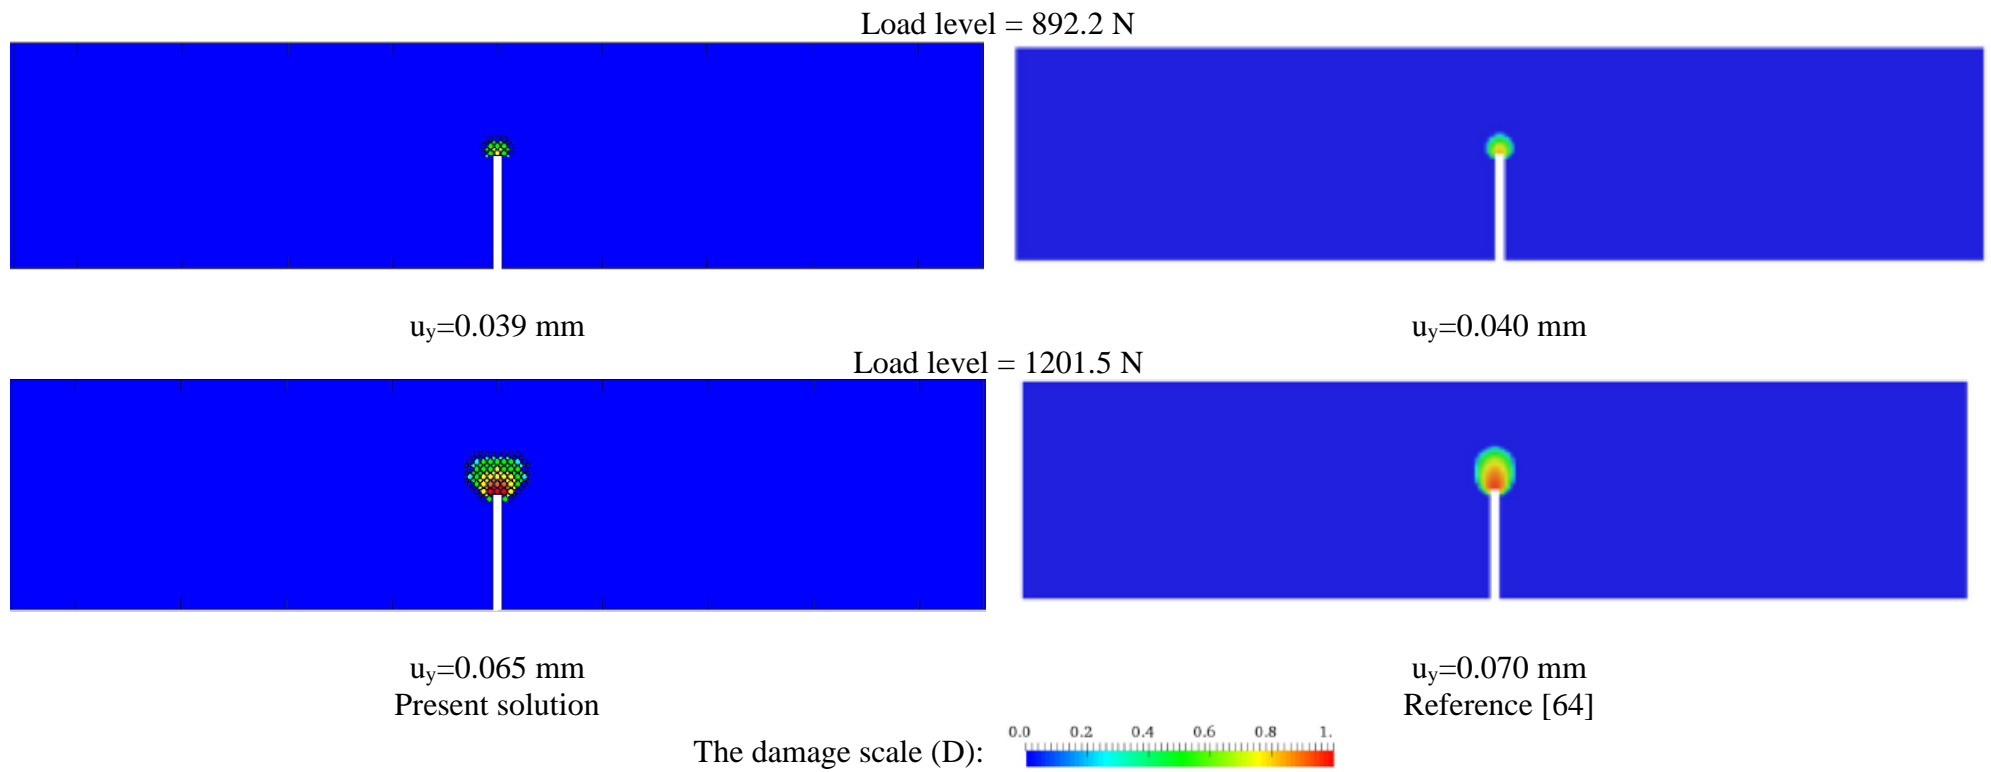 Load level = 892.2 N
uy=0.039 mm
uy=0.040 mm
Load level = 1201.5 N
uy=0.065 mm
uy=0.070 mm
Present solution
Reference [64]
0.0 0.2 0.4 0.6 0.8 1.
The damage scale (D):